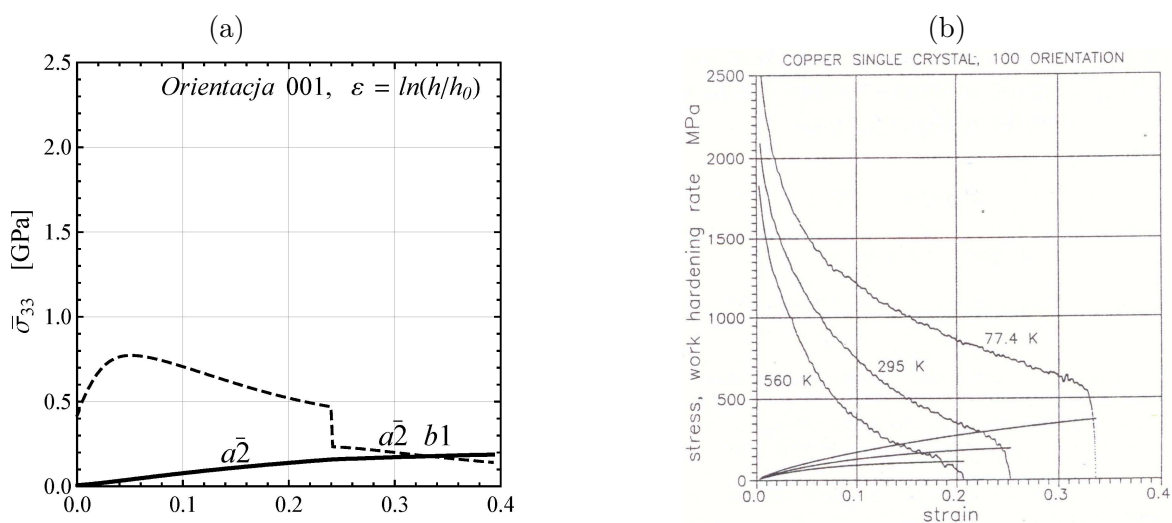 (a)
2.5
2.0
1.5
1.0
0.5
0.0
0.0 0.1 0.2 0.3 0.4
σ̄33 [GPa]
Orientacja 001, ε = ln(h/h0)
a2̄
a2̄ b1
(b)
COPPER SINGLE CRYSTAL, 100 ORIENTATION
2500
2000
1500
1000
500
0
0.0 0.1 0.2 0.3 0.4
stress, work hardening rate MPa
strain
77.4 K
295 K
560 K